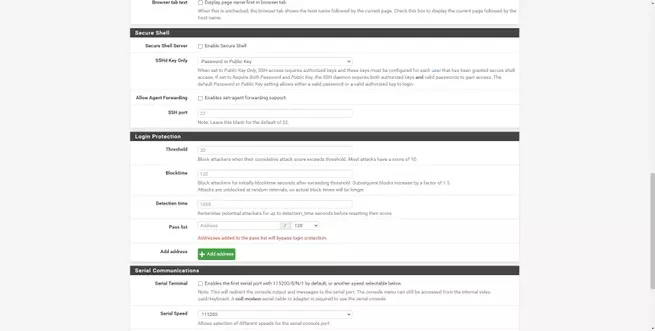 Browser tab text
Display page name first in browser tab
When this is unchecked, the browser tab shows the host name followed by the current page. Check this box to display the current page followed by the
host name.
Secure Shell
Secure Shell Server
Enable Secure Shell
SSHd Key Only
Password or Public Key
When set to Public Key Only, SSH access requires authorized keys and these keys must be configured for each user that has been granted secure shell
access. If set to Require Both Password and Public Key, the SSH daemon requires both authorized keys and valid passwords to gain access. The
default Password or Public Key setting allows either a valid password or a valid authorized key to login.
Allow Agent Forwarding
Enables ssh-agent forwarding support.
SSH port
22
Note: Leave this blank for the default of 22.
Login Protection
Threshold
30
Block attackers when their cumulative attack score exceeds threshold. Most attacks have a score of 10.
Blocktime
120
Block attackers for initially blocktime seconds after exceeding threshold. Subsequent blocks increase by a factor of 1.5.
Attacks are unblocked at random intervals, so actual block times will be longer.
Detection time
1800
Remember potential attackers for up to detection_time seconds before resetting their score.
Pass list
Address
/
128
Addresses added to the pass list will bypass login protection.
Add address
Add address
Serial Communications
Serial Terminal
Enables the first serial port with 115200/8/N/1 by default, or another speed selectable below.
Note: This will redirect the console output and messages to the serial port. The console menu can still be accessed from the internal video
card/keyboard. A null modem serial cable or adapter is required to use the serial console.
Serial Speed
115200
Allows selection of different speeds for the serial console port.